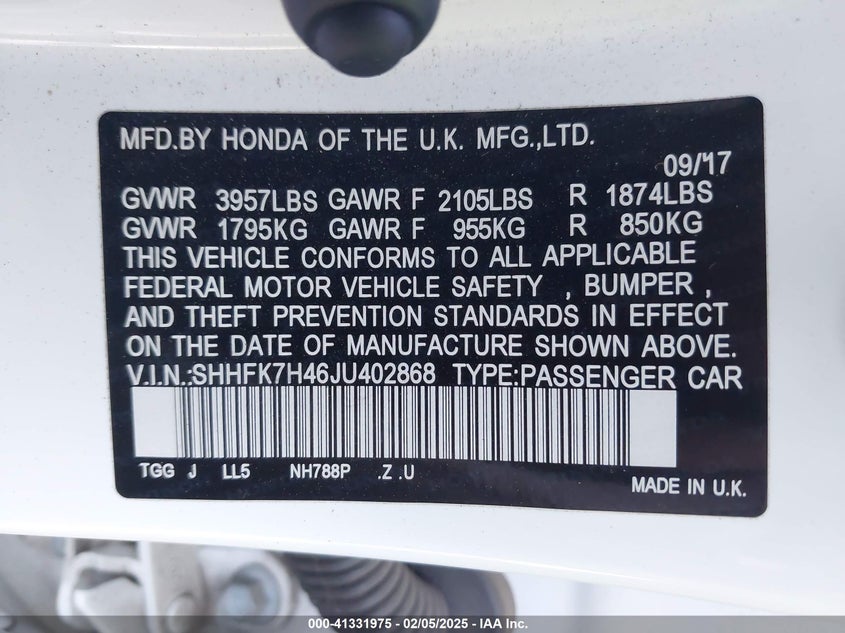 MFD.BY HONDA OF THE U.K. MFG.,LTD.
09/17
GVWR 3957LBS GAWR F 2105LBS R 1874LBS
GVWR 1795KG GAWR F 955KG R 850KG
THIS VEHICLE CONFORMS TO ALL APPLICABLE
FEDERAL MOTOR VEHICLE SAFETY , BUMPER ,
AND THEFT PREVENTION STANDARDS IN EFFECT
ON THE DATE OF MANUFACTURE SHOWN ABOVE.
V.I.N.:SHHFK7H46JU402868 TYPE:PASSENGER CAR
TGG J LL5 NH788P .Z .U
MADE IN U.K.
000-41331975 — 02/05/2025 — IAA Inc.